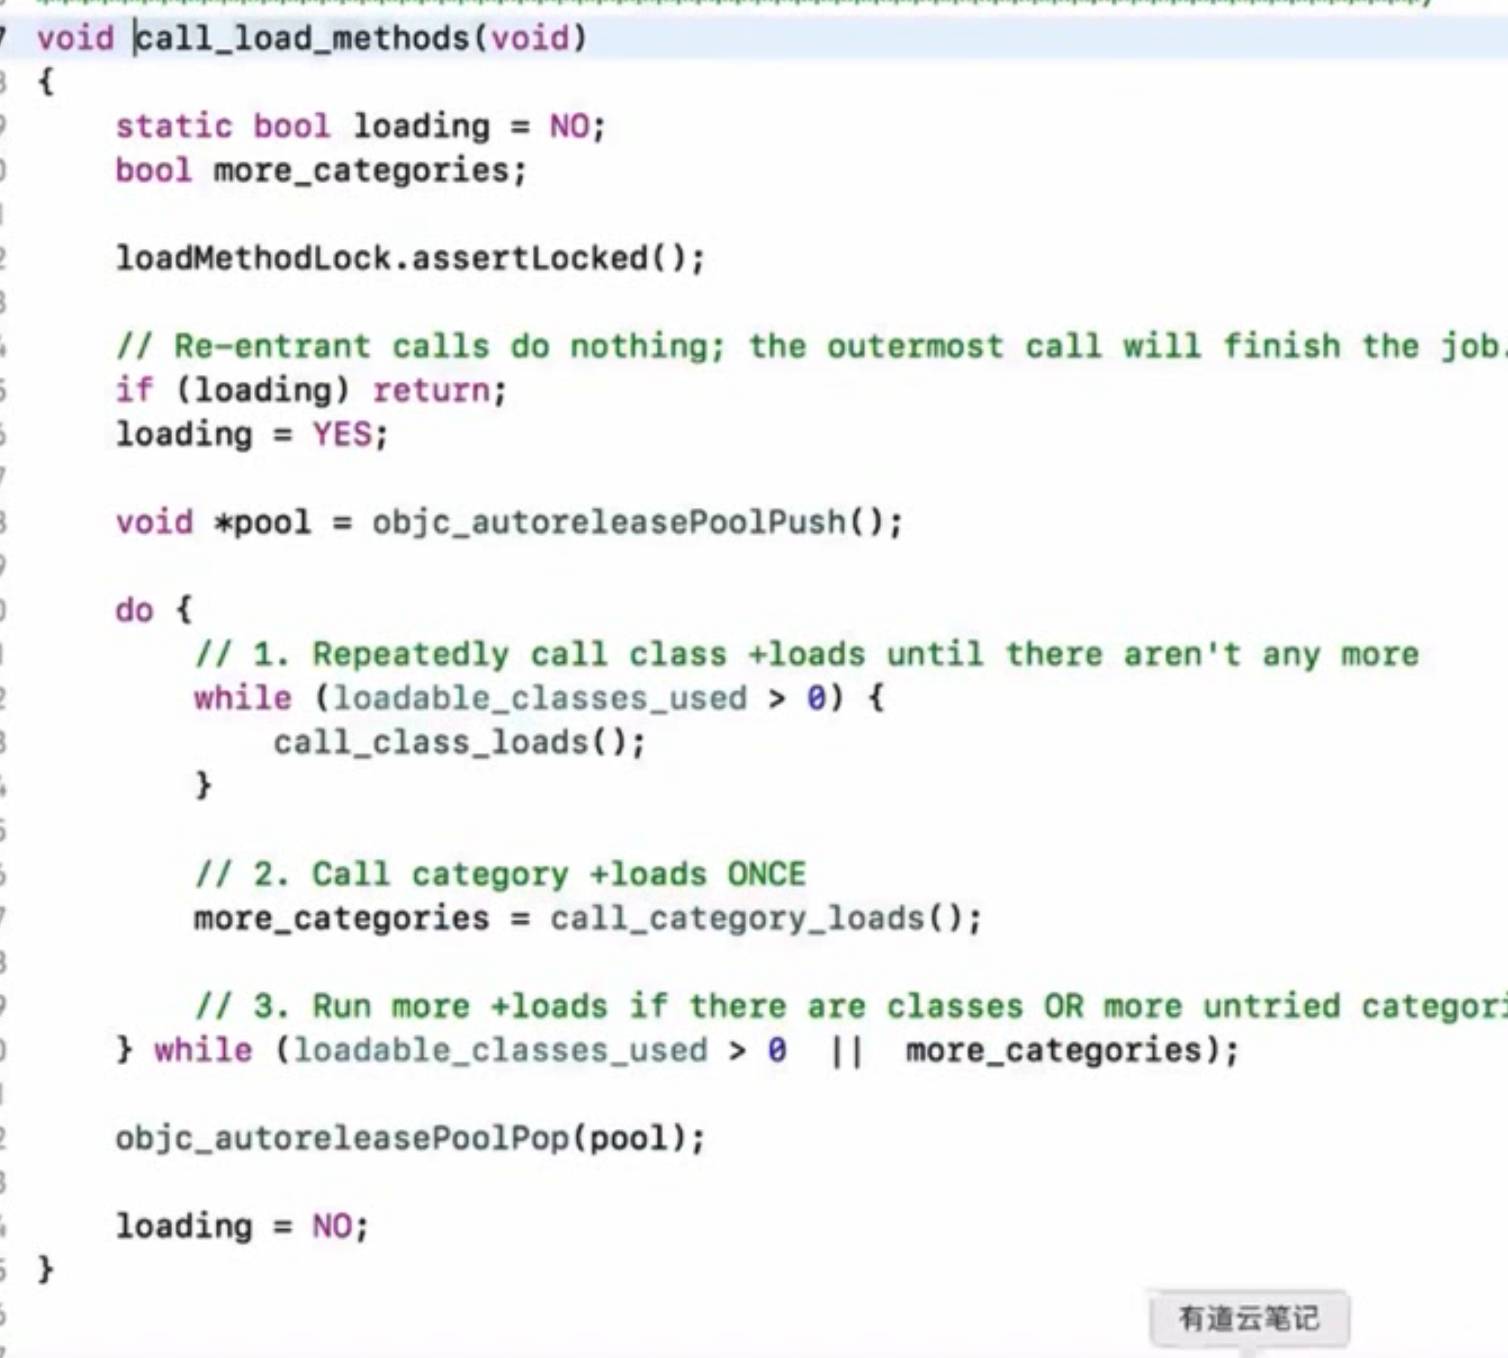 void call_load_methods(void)
{
    static bool loading = NO;
    bool more_categories;

    loadMethodLock.assertLocked();

    // Re-entrant calls do nothing; the outermost call will finish the job.
    if (loading) return;
    loading = YES;

    void *pool = objc_autoreleasePoolPush();

    do {
        // 1. Repeatedly call class +loads until there aren't any more
        while (loadable_classes_used > 0) {
            call_class_loads();
        }

        // 2. Call category +loads ONCE
        more_categories = call_category_loads();

        // 3. Run more +loads if there are classes OR more untried categori
    } while (loadable_classes_used > 0  ||  more_categories);

    objc_autoreleasePoolPop(pool);

    loading = NO;
}
有道云笔记